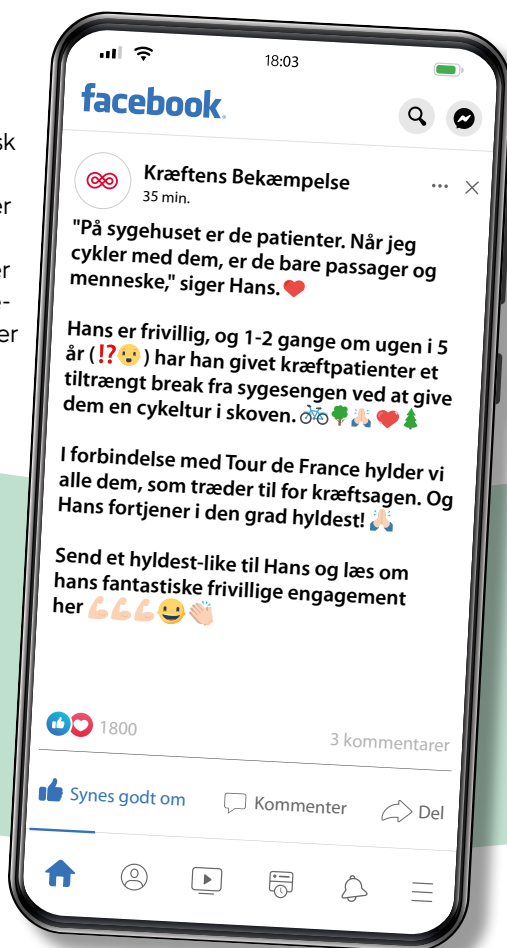 sk
er
er
e-
er
18:03
facebook.
Kræftens Bekæmpelse
35 min.
"På sygehuset er de patienter. Når jeg
cykler med dem, er de bare passager og
menneske," siger Hans.❤️
Hans er frivillig, og 1-2 gange om ugen i 5
år (⁉️😮) har han givet kræftpatienter et
tiltrængt break fra sygesengen ved at give
dem en cykeltur i skoven. 🚲🌳🙏🏻❤️🌲
I forbindelse med Tour de France hylder vi
alle dem, som træder til for kræftsagen. Og
Hans fortjener i den grad hyldest! 🙏🏻
Send et hyldest-like til Hans og læs om
hans fantastiske frivillige engagement
her 💪🏻💪🏻💪🏻😄👏🏻
1800
3 kommentarer
Synes godt om
Kommenter
Del